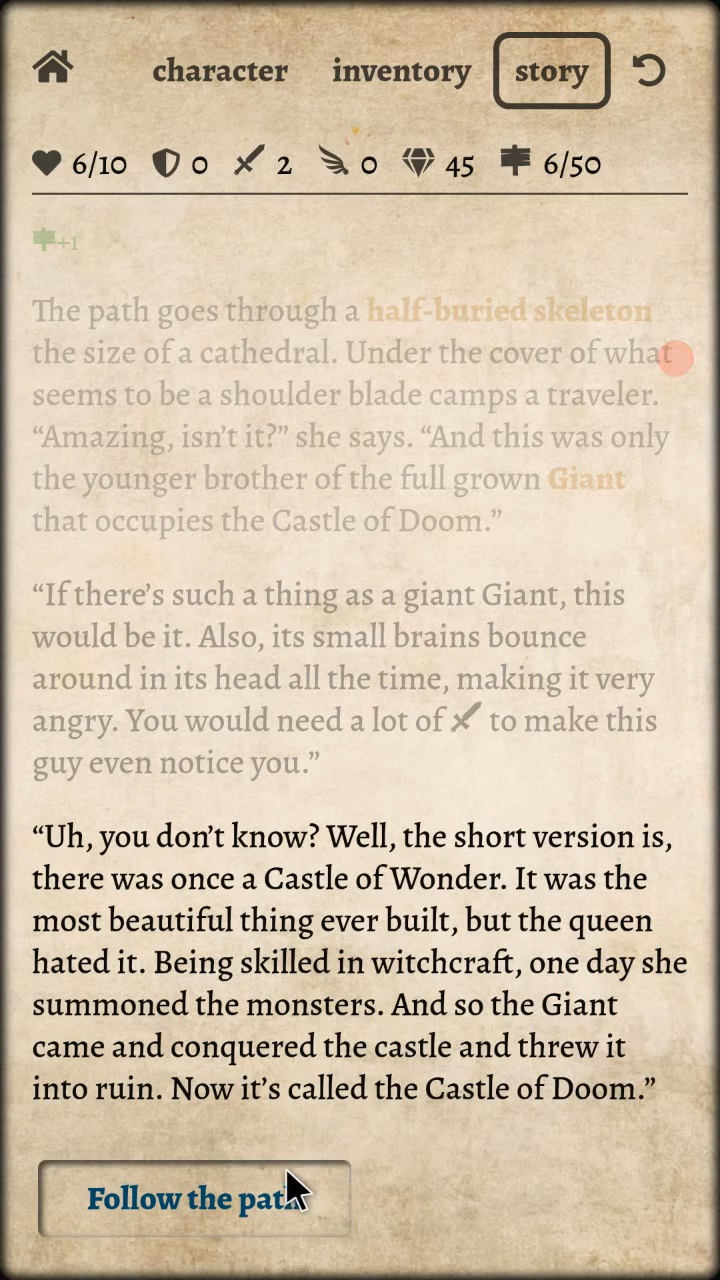 character inventory story
6/10 0 2 0 45 6/50
+1
The path goes through a half-buried skeleton
the size of a cathedral. Under the cover of what
seems to be a shoulder blade camps a traveler.
“Amazing, isn’t it?” she says. “And this was only
the younger brother of the full grown Giant
that occupies the Castle of Doom.”
“If there’s such a thing as a giant Giant, this
would be it. Also, its small brains bounce
around in its head all the time, making it very
angry. You would need a lot of to make this
guy even notice you.”
“Uh, you don’t know? Well, the short version is,
there was once a Castle of Wonder. It was the
most beautiful thing ever built, but the queen
hated it. Being skilled in witchcraft, one day she
summoned the monsters. And so the Giant
came and conquered the castle and threw it
into ruin. Now it’s called the Castle of Doom.”
Follow the path